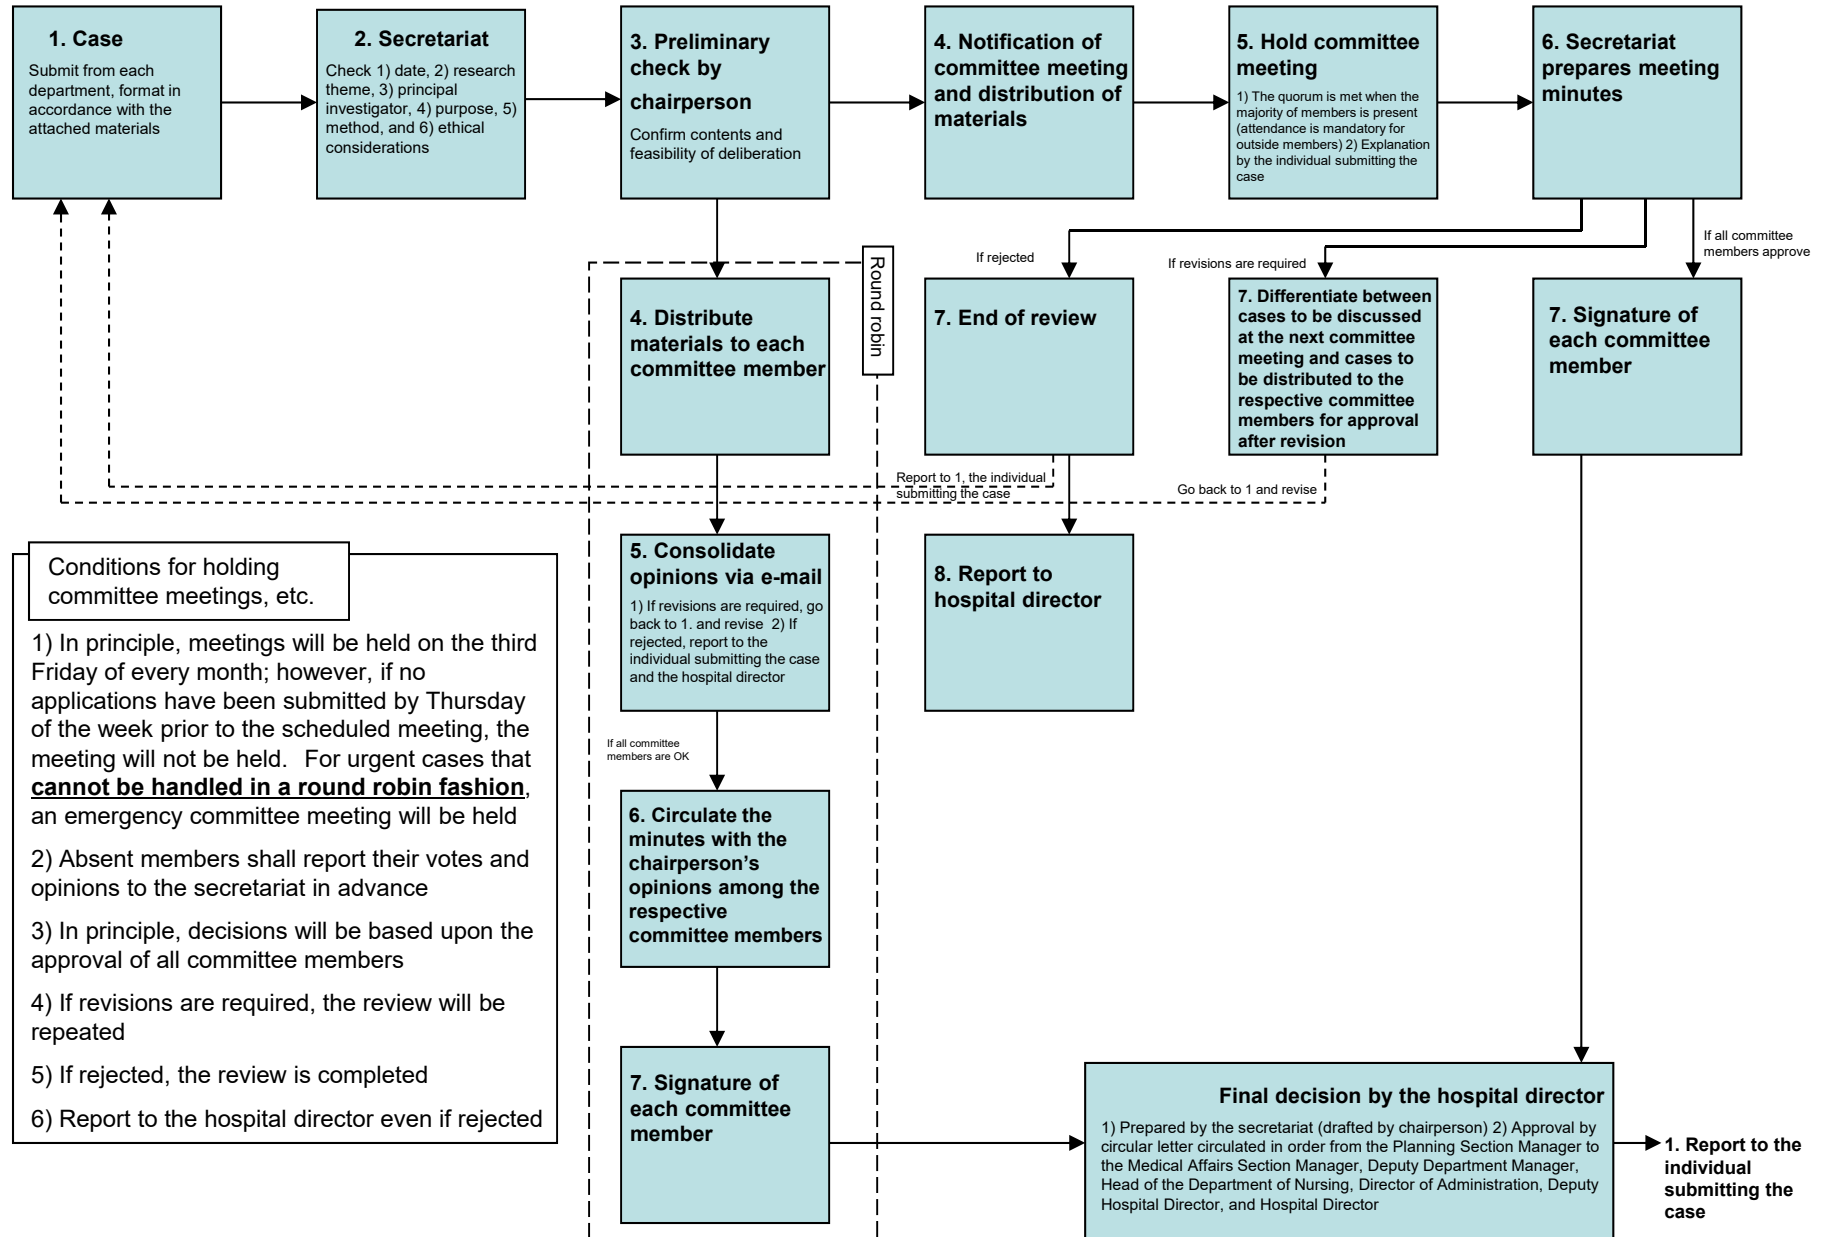 1. Case
Submit from each
department, format in
accordance with the
attached materials
2. Secretariat
Check 1) date, 2) research
theme, 3) principal
investigator, 4) purpose, 5)
method, and 6) ethical
considerations
3. Preliminary
check by
chairperson
Confirm contents and
feasibility of deliberation
4. Notification of
committee meeting
and distribution of
materials
5. Hold committee
meeting
1) The quorum is met when the
majority of members is present
(attendance is mandatory for
outside members) 2) Explanation
by the individual submitting the
case
6. Secretariat
prepares meeting
minutes
If rejected
If revisions are required
If all committee
members approve
Round robin
4. Distribute
materials to each
committee member
7. End of review
7. Differentiate between
cases to be discussed
at the next committee
meeting and cases to
be distributed to the
respective committee
members for approval
after revision
7. Signature of
each committee
member
Report to 1, the individual
submitting the case
Go back to 1 and revise
5. Consolidate
opinions via e-mail
1) If revisions are required, go
back to 1. and revise  2) If
rejected, report to the
individual submitting the case
and the hospital director
8. Report to
hospital director
Conditions for holding
committee meetings, etc.
1) In principle, meetings will be held on the third
Friday of every month; however, if no
applications have been submitted by Thursday
of the week prior to the scheduled meeting, the
meeting will not be held.  For urgent cases that
cannot be handled in a round robin fashion,
an emergency committee meeting will be held
2) Absent members shall report their votes and
opinions to the secretariat in advance
3) In principle, decisions will be based upon the
approval of all committee members
4) If revisions are required, the review will be
repeated
5) If rejected, the review is completed
6) Report to the hospital director even if rejected
If all committee
members are OK
6. Circulate the
minutes with the
chairperson’s
opinions among the
respective
committee members
7. Signature of
each committee
member
Final decision by the hospital director
1) Prepared by the secretariat (drafted by chairperson) 2) Approval by
circular letter circulated in order from the Planning Section Manager to
the Medical Affairs Section Manager, Deputy Department Manager,
Head of the Department of Nursing, Director of Administration, Deputy
Hospital Director, and Hospital Director
1. Report to the
individual
submitting the
case